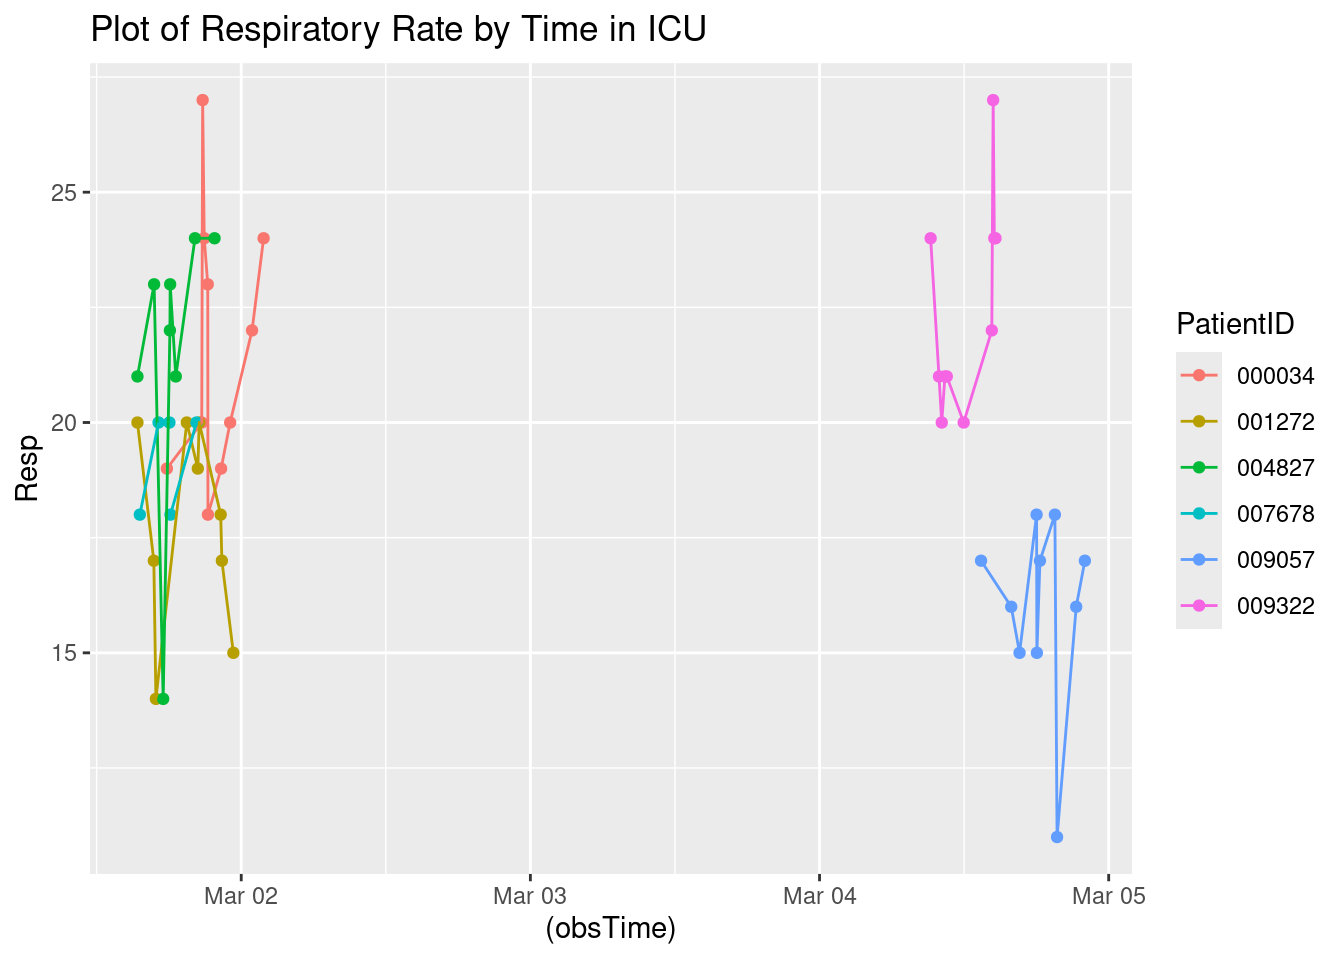 Plot of Respiratory Rate by Time in ICU
25
20
15
Resp
Mar 02
Mar 03
Mar 04
Mar 05
(obsTime)
PatientID
000034
001272
004827
007678
009057
009322